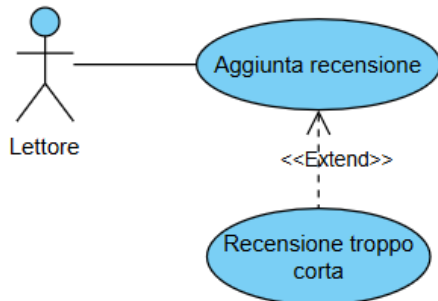 Aggiunta recensione
Lettore
<<Extend>>
Recensione troppo
corta